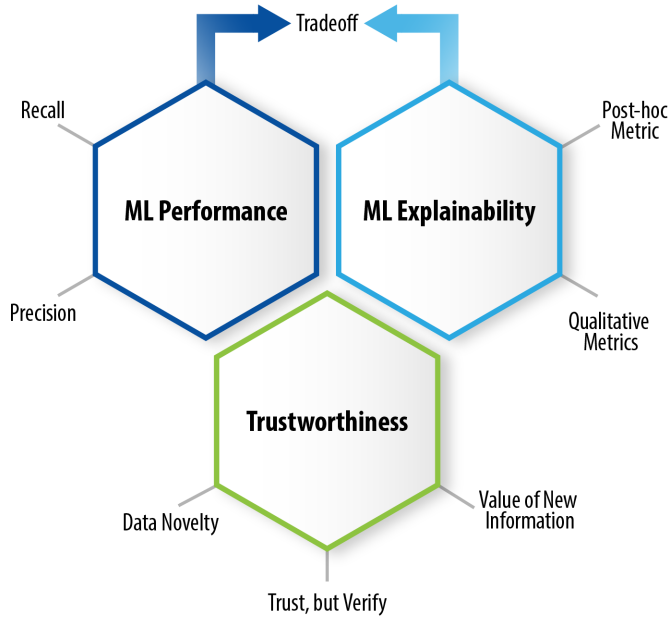 Tradeoff
Recall
Post-hoc
Metric
ML Performance
ML Explainability
Precision
Qualitative
Metrics
Trustworthiness
Data Novelty
Value of New
Information
Trust, but Verify